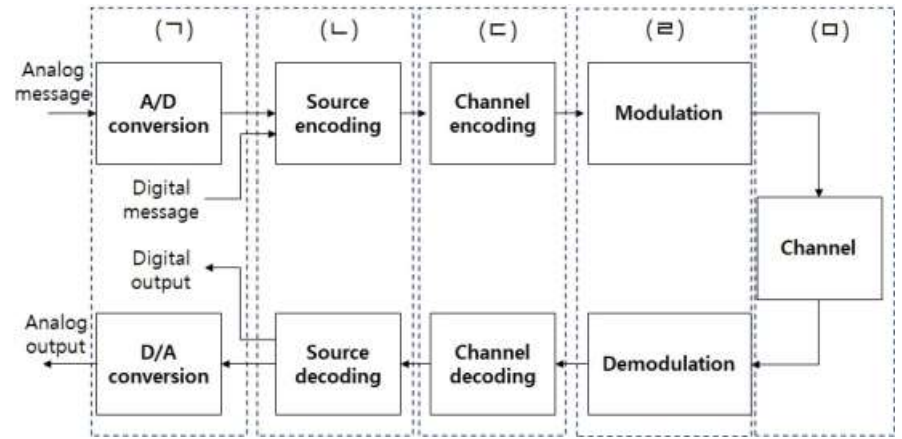 (ㄱ)
(ㄴ)
(ㄷ)
(ㄹ)
(ㅁ)
Analog
message
A/D
conversion
Source
encoding
Channel
encoding
Modulation
Digital
message
Channel
Digital
output
Analog
output
D/A
conversion
Source
decoding
Channel
decoding
Demodulation